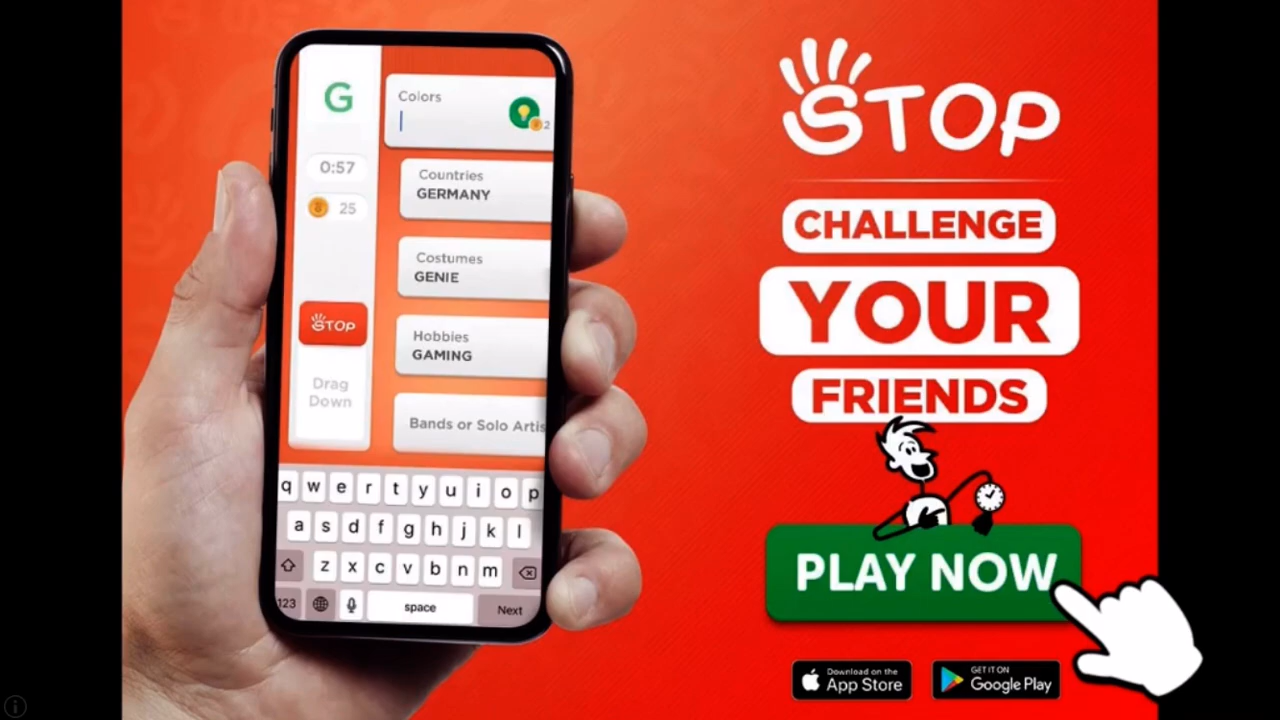 G
0:57
25
STOP
Drag
Down
Colors
2
Countries
GERMANY
Costumes
GENIE
Hobbies
GAMING
Bands or Solo Artis
q w e r t y u i o p
a s d f g h j k l
z x c v b n m
123 space Next
STOP
CHALLENGE
YOUR
FRIENDS
PLAY NOW
Download on the
App Store
GET IT ON
Google Play